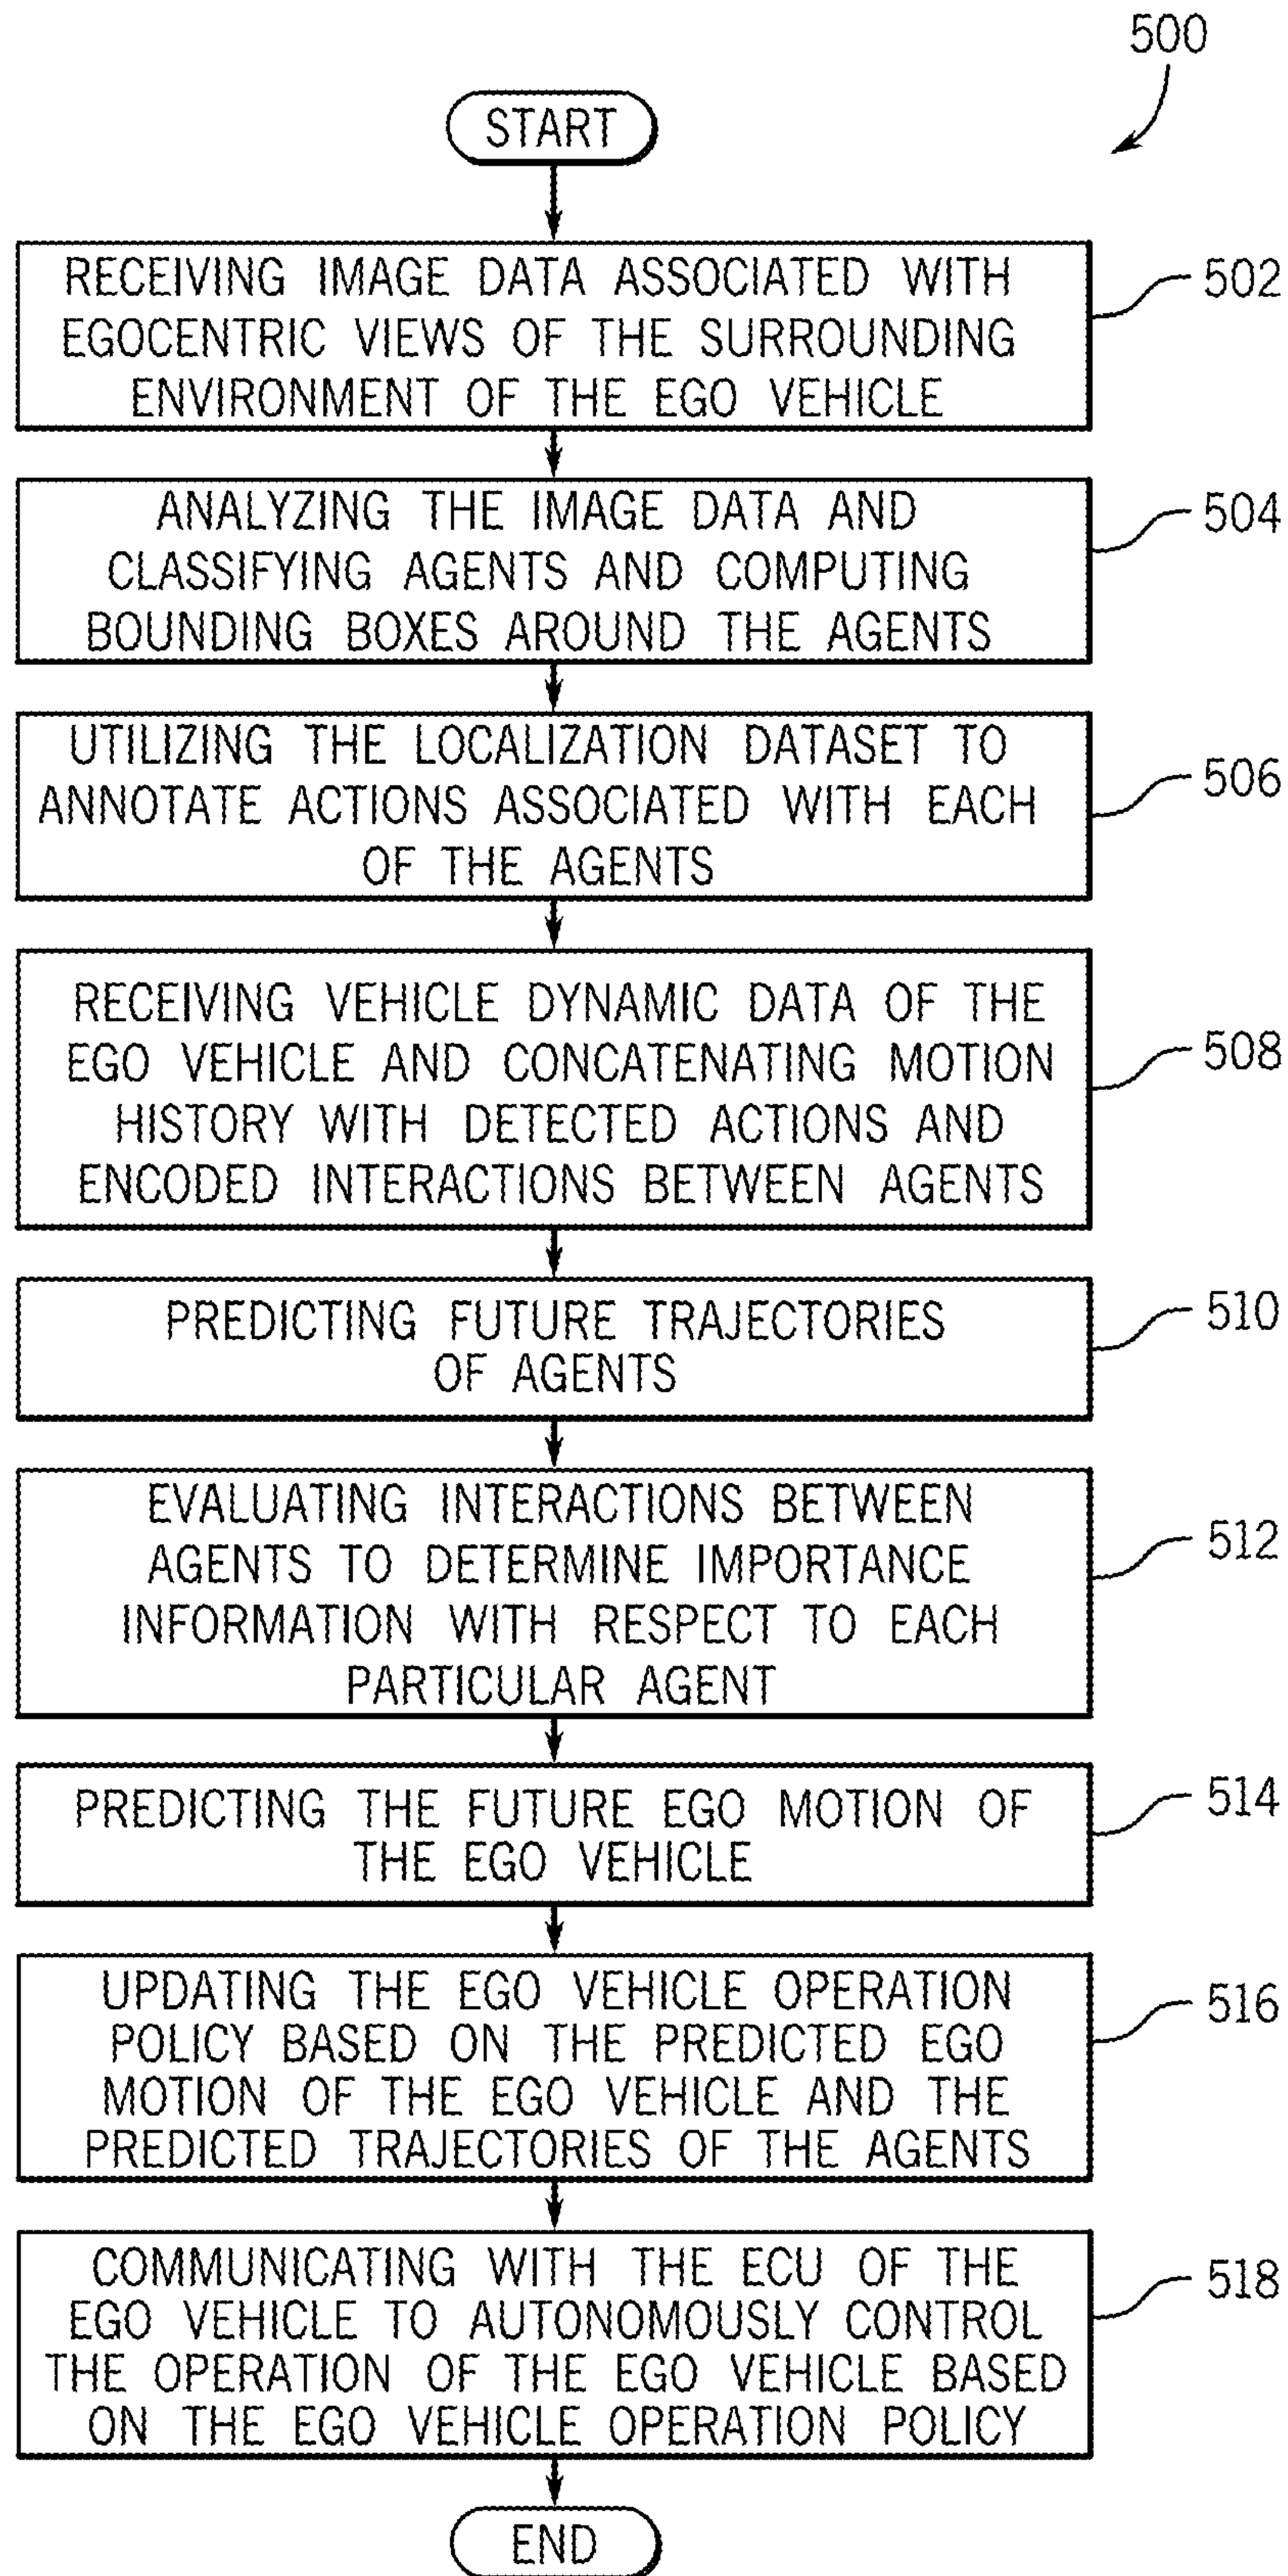 500
START
RECEIVING IMAGE DATA ASSOCIATED WITH
EGOCENTRIC VIEWS OF THE SURROUNDING
ENVIRONMENT OF THE EGO VEHICLE
502
ANALYZING THE IMAGE DATA AND
CLASSIFYING AGENTS AND COMPUTING
BOUNDING BOXES AROUND THE AGENTS
504
UTILIZING THE LOCALIZATION DATASET TO
ANNOTATE ACTIONS ASSOCIATED WITH EACH
OF THE AGENTS
506
RECEIVING VEHICLE DYNAMIC DATA OF THE
EGO VEHICLE AND CONCATENATING MOTION
HISTORY WITH DETECTED ACTIONS AND
ENCODED INTERACTIONS BETWEEN AGENTS
508
PREDICTING FUTURE TRAJECTORIES
OF AGENTS
510
EVALUATING INTERACTIONS BETWEEN
AGENTS TO DETERMINE IMPORTANCE
INFORMATION WITH RESPECT TO EACH
PARTICULAR AGENT
512
PREDICTING THE FUTURE EGO MOTION OF
THE EGO VEHICLE
514
UPDATING THE EGO VEHICLE OPERATION
POLICY BASED ON THE PREDICTED EGO
MOTION OF THE EGO VEHICLE AND THE
PREDICTED TRAJECTORIES OF THE AGENTS
516
COMMUNICATING WITH THE ECU OF THE
EGO VEHICLE TO AUTONOMOUSLY CONTROL
THE OPERATION OF THE EGO VEHICLE BASED
ON THE EGO VEHICLE OPERATION POLICY
518
END